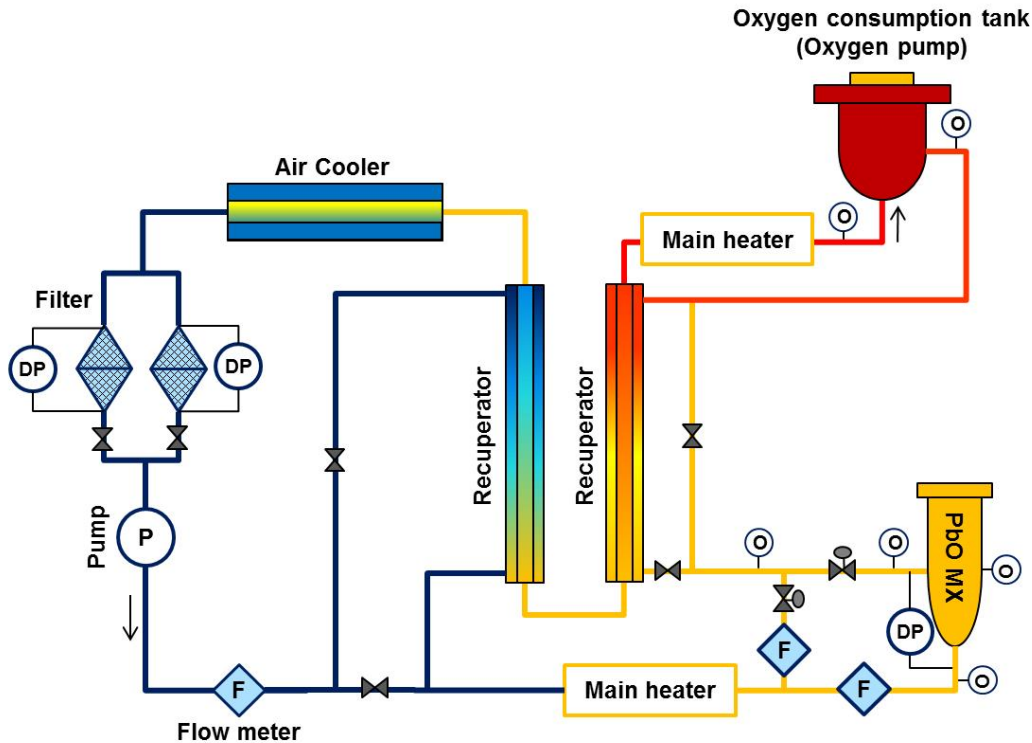 Oxygen consumption tank
(Oxygen pump)
O
Air Cooler
O
Main heater
Filter
DP
DP
Recuperator
Recuperator
Pump
P
O
O
PbO MX
O
DP
F
O
Main heater
F
F
Flow meter